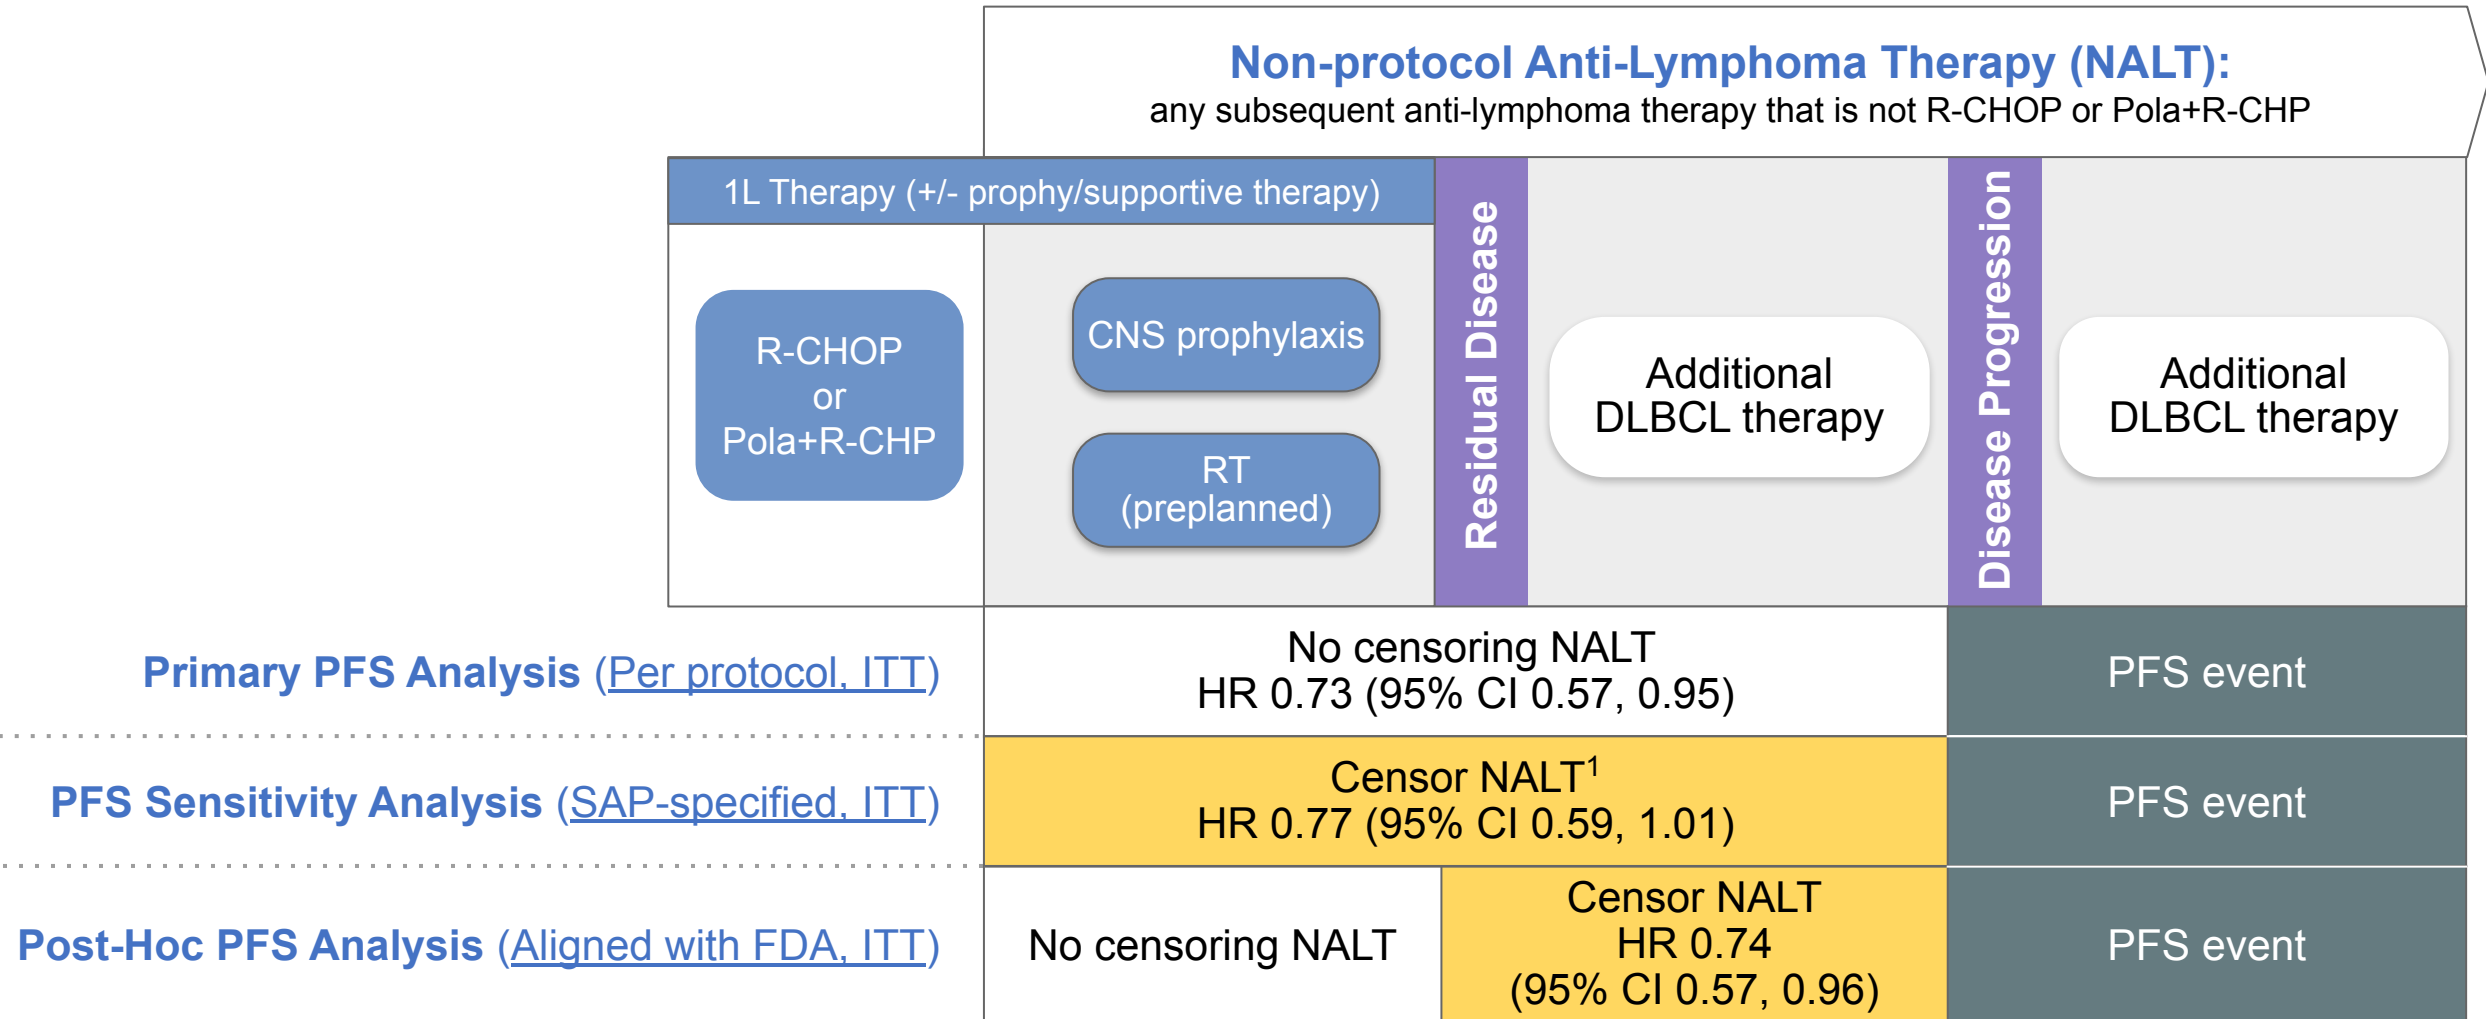 Non-protocol Anti-Lymphoma Therapy (NALT):
any subsequent anti-lymphoma therapy that is not R-CHOP or Pola+R-CHP
1L Therapy (+/- prophy/supportive therapy)
R-CHOP
or
Pola+R-CHP
CNS prophylaxis
RT
(preplanned)
Residual Disease
Additional
DLBCL therapy
Disease Progression
Additional
DLBCL therapy
Primary PFS Analysis (Per protocol, ITT)
No censoring NALT
HR 0.73 (95% CI 0.57, 0.95)
PFS event
PFS Sensitivity Analysis (SAP-specified, ITT)
Censor NALT¹
HR 0.77 (95% CI 0.59, 1.01)
PFS event
Post-Hoc PFS Analysis (Aligned with FDA, ITT)
No censoring NALT
Censor NALT
HR 0.74
(95% CI 0.57, 0.96)
PFS event